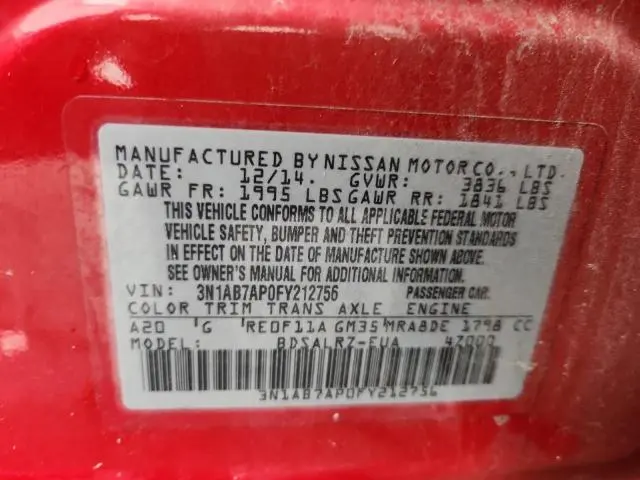 MANUFACTURED BY NISSAN MOTOR CO., LTD.
DATE: 12/14. GVWR: 3836 LBS
GAWR FR: 1995 LBS GAWR RR: 1841 LBS
THIS VEHICLE CONFORMS TO ALL APPLICABLE FEDERAL MOTOR
VEHICLE SAFETY, BUMPER AND THEFT PREVENTION STANDARDS
IN EFFECT ON THE DATE OF MANUFACTURE SHOWN ABOVE.
SEE OWNER'S MANUAL FOR ADDITIONAL INFORMATION.
VIN: 3N1AB7AP0FY212756 PASSENGER CAR.
COLOR TRIM TRANS AXLE ENGINE
A20 G RE0F11A GM35 MRA8DE 1798 CC
MODEL: BDSALRZ-EUA 47000
3N1AB7AP0FY212756